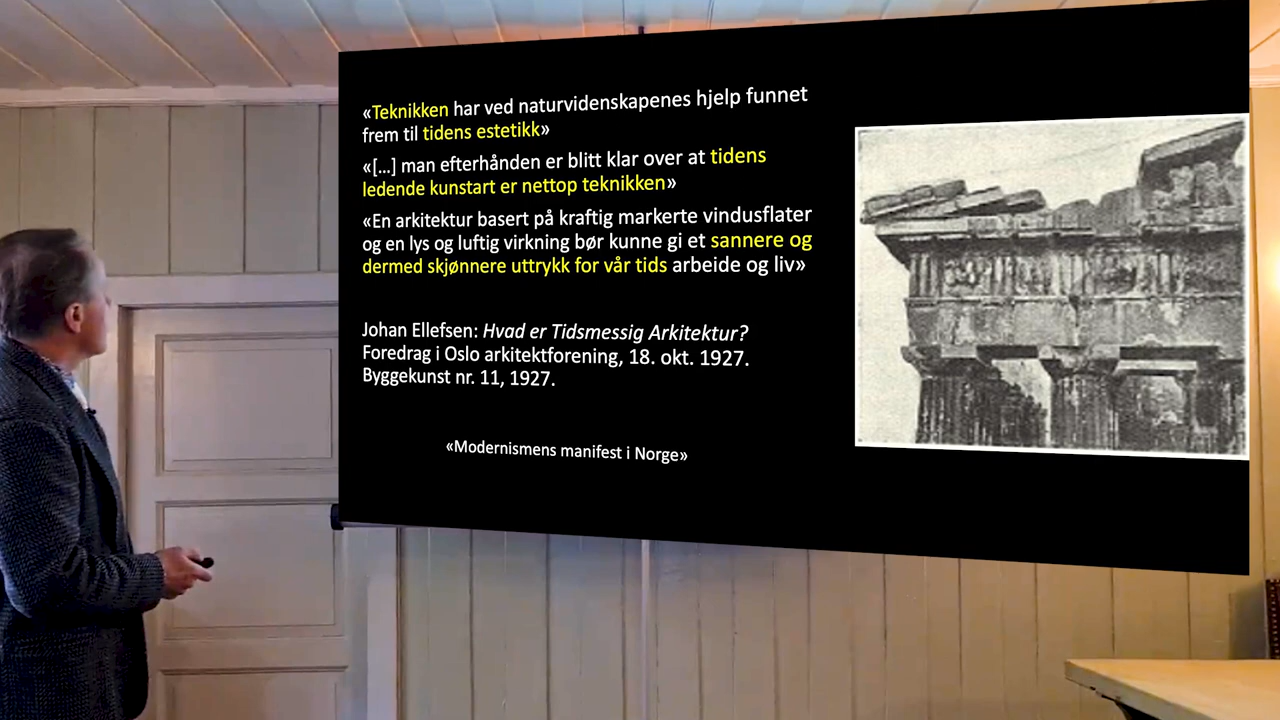 «Teknikken har ved naturvidenskapenes hjelp funnet
frem til tidens estetikk»
«[...] man efterhånden er blitt klar over at tidens
ledende kunstart er nettop teknikken»
«En arkitektur basert på kraftig markerte vindusflater
og en lys og luftig virkning bør kunne gi et sannere og
dermed skjønnere uttrykk for vår tids arbeide og liv»
Johan Ellefsen: Hvad er Tidsmessig Arkitektur?
Foredrag i Oslo arkitektforening, 18. okt. 1927.
Byggekunst nr. 11, 1927.
«Modernismens manifest i Norge»